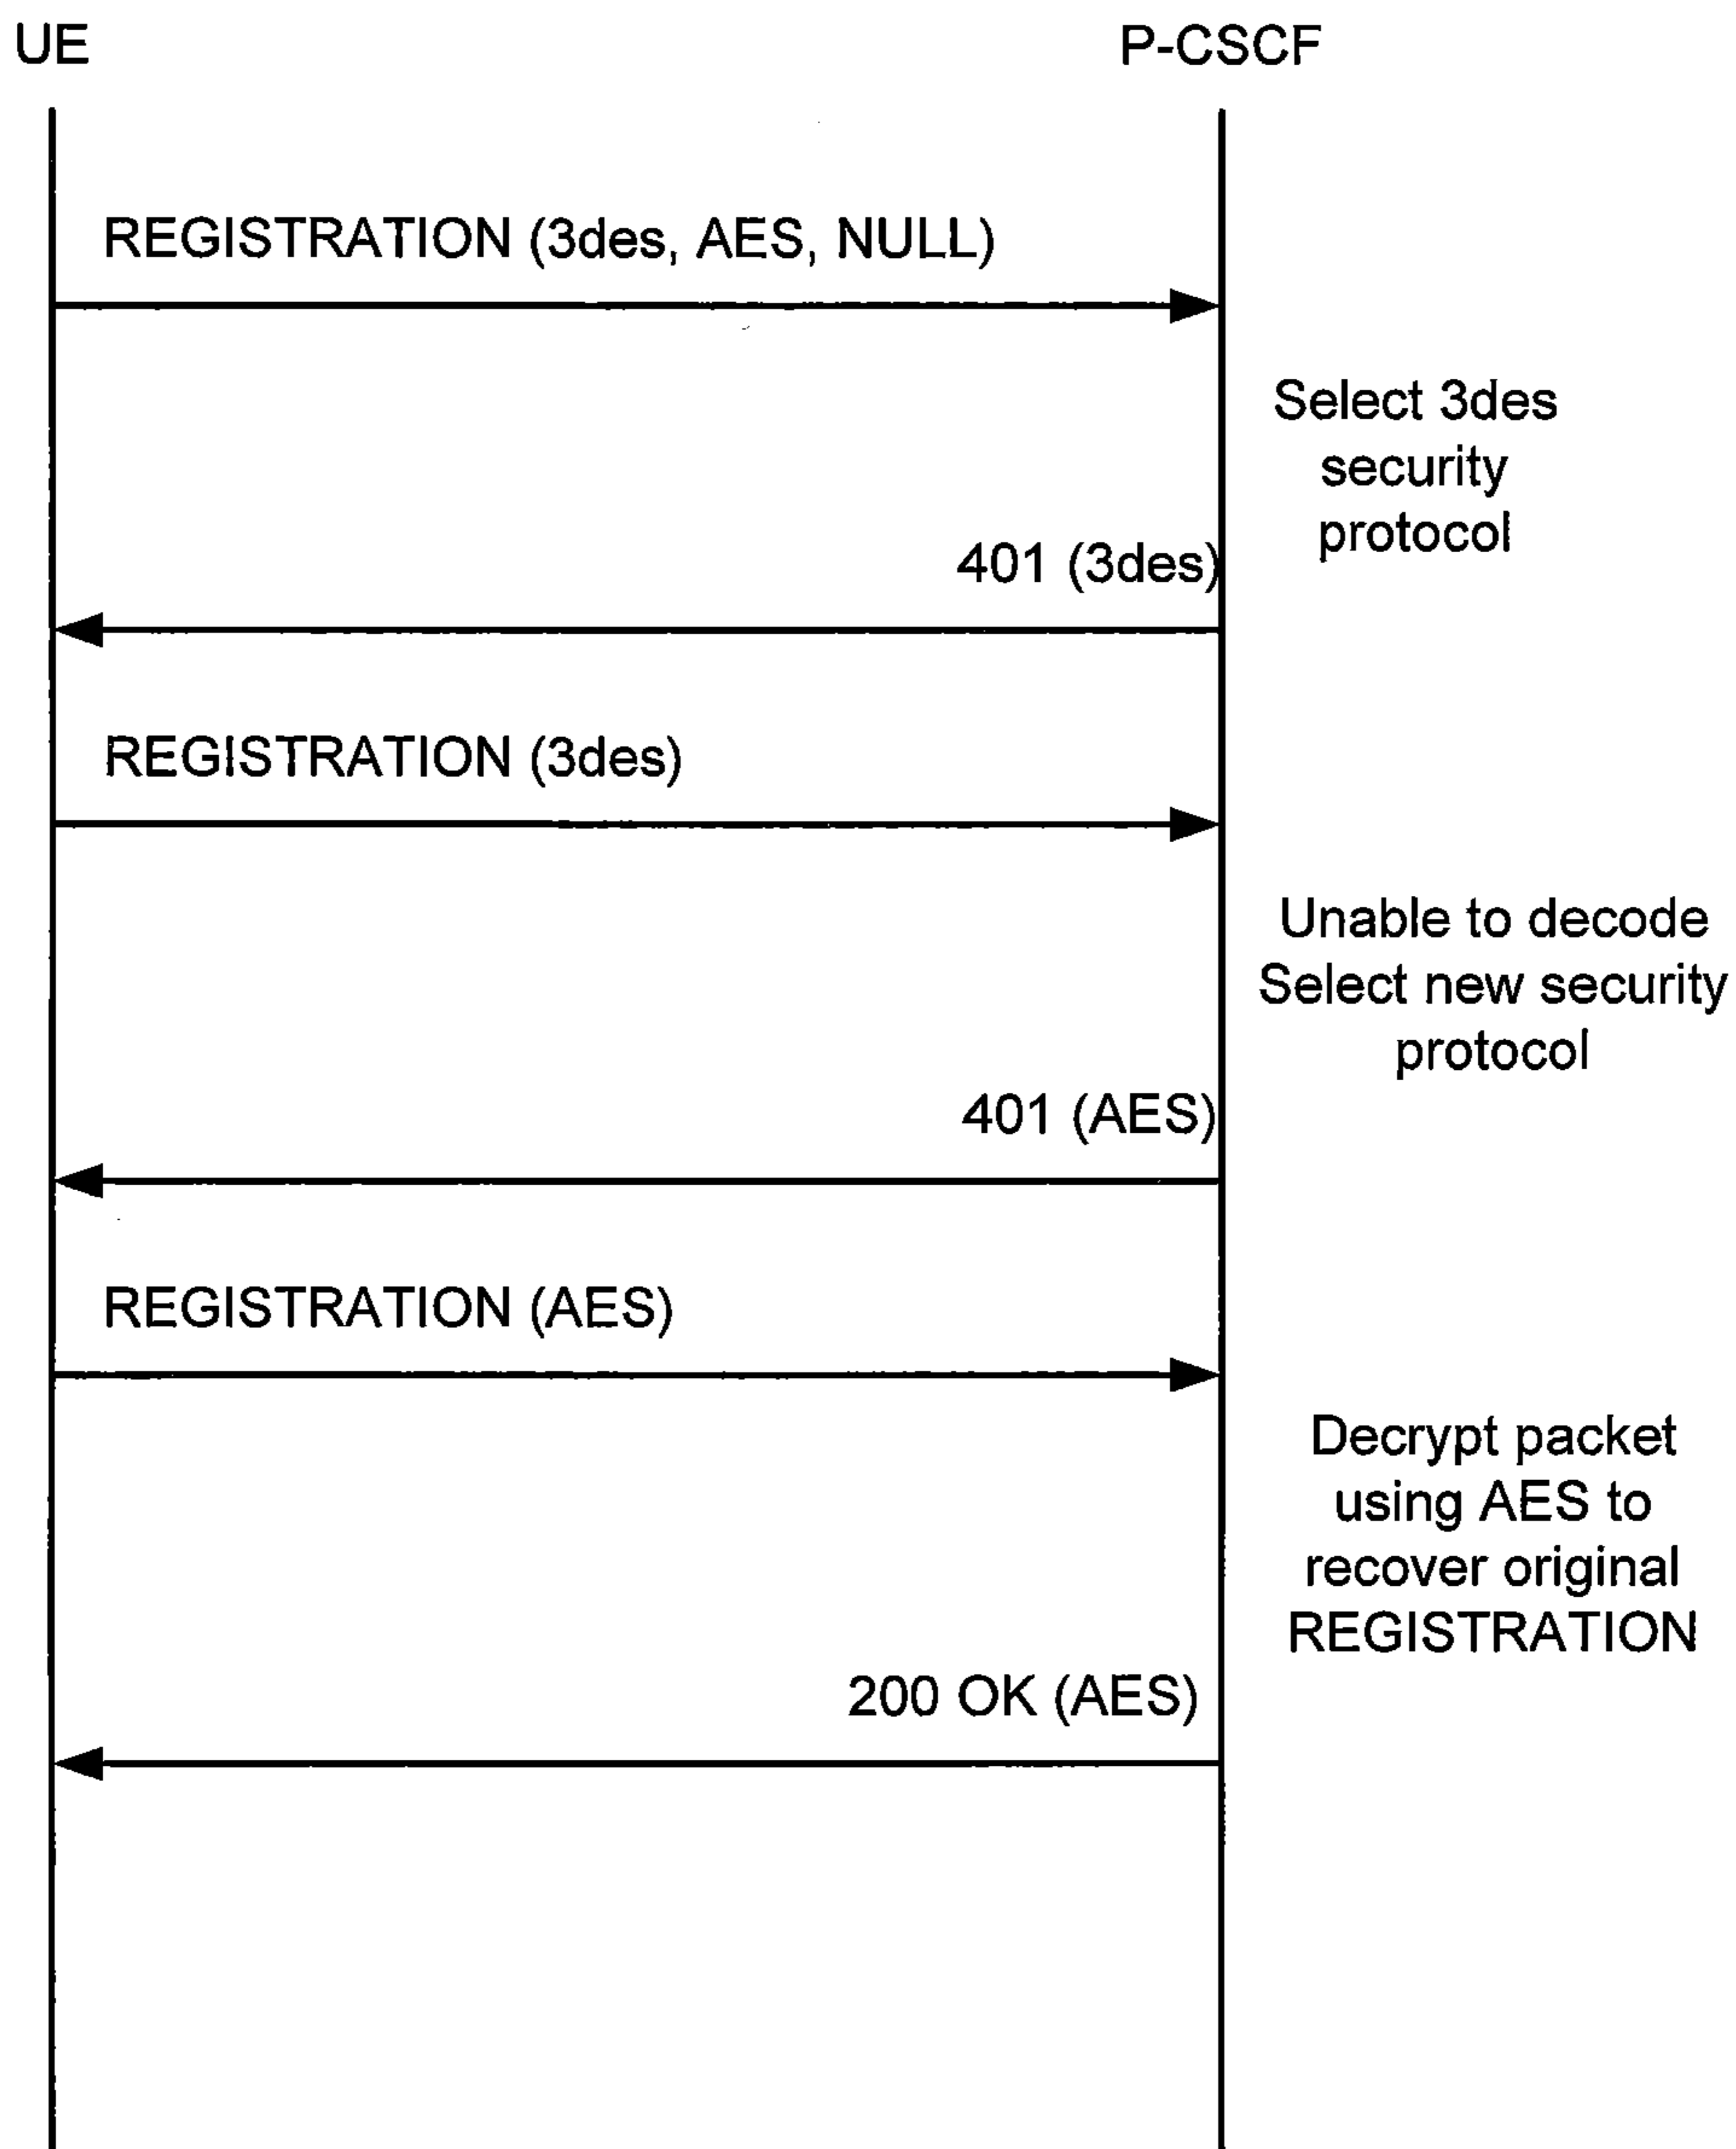 UE
P-CSCF
REGISTRATION (3des, AES, NULL)
Select 3des
security
protocol
401 (3des)
REGISTRATION (3des)
Unable to decode
Select new security
protocol
401 (AES)
REGISTRATION (AES)
Decrypt packet
using AES to
recover original
REGISTRATION
200 OK (AES)